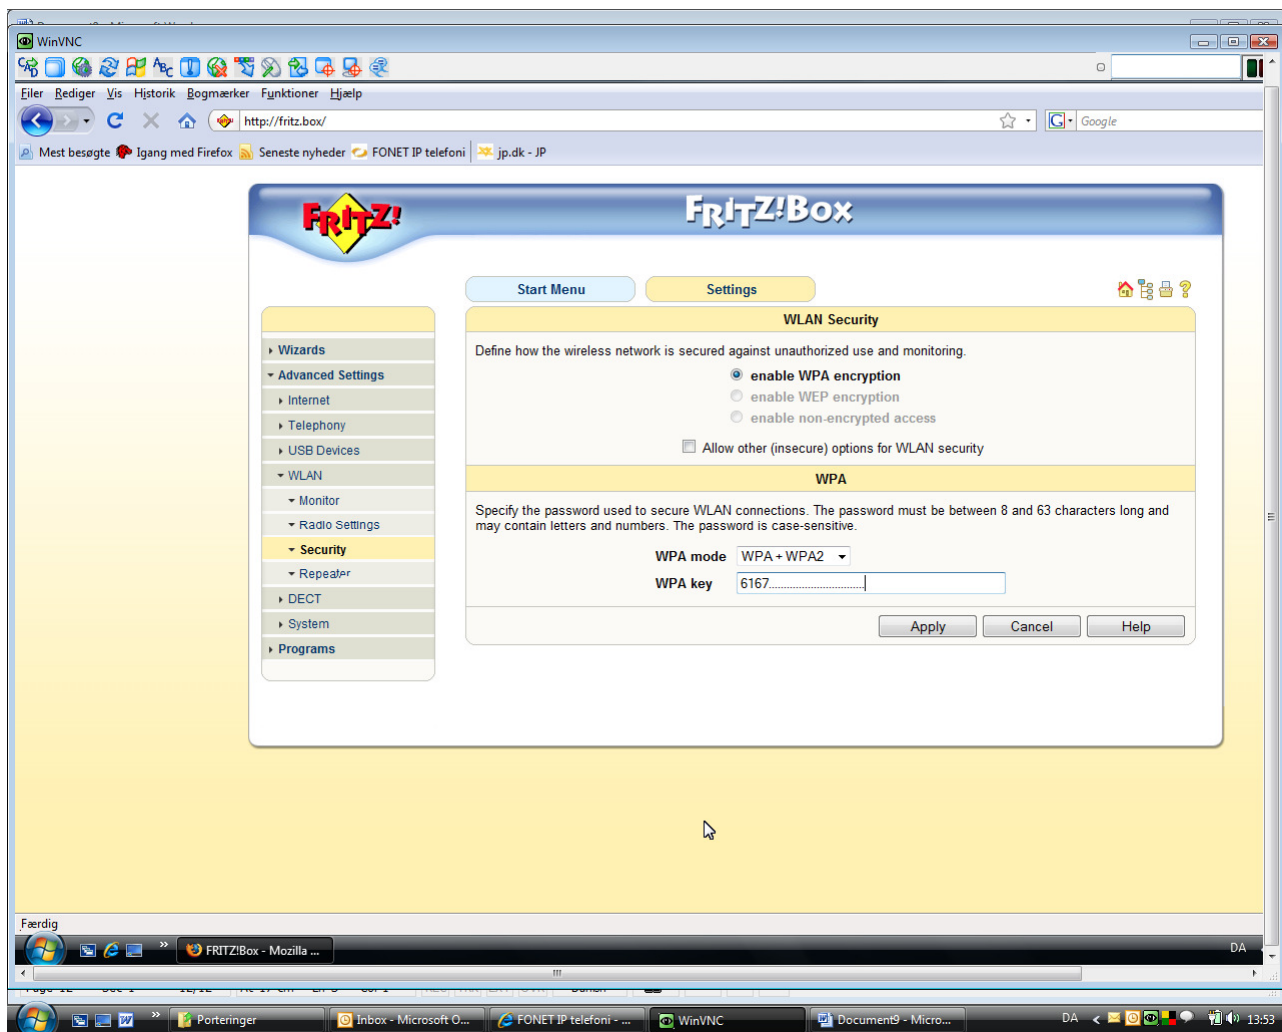 WinVNC
Filer Rediger Vis Historik Bogmærker Funktioner Hjælp
http://fritz.box/
Google
Mest besøgte Igang med Firefox Seneste nyheder FONET IP telefoni jp.dk - JP
FRITZ!
FRITZ!Box
Start Menu Settings
WLAN Security
Wizards
Advanced Settings
Internet
Telephony
USB Devices
WLAN
Monitor
Radio Settings
Security
Repeater
DECT
System
Programs
Define how the wireless network is secured against unauthorized use and monitoring.
enable WPA encryption
enable WEP encryption
enable non-encrypted access
Allow other (insecure) options for WLAN security
WPA
Specify the password used to secure WLAN connections. The password must be between 8 and 63 characters long and
may contain letters and numbers. The password is case-sensitive.
WPA mode WPA + WPA2
WPA key 6167................................
Apply Cancel Help
Færdig
FRITZ!Box - Mozilla ...
DA
Porteringer Inbox - Microsoft O... FONET IP telefoni - ... WinVNC Document9 - Micro... DA 13:53